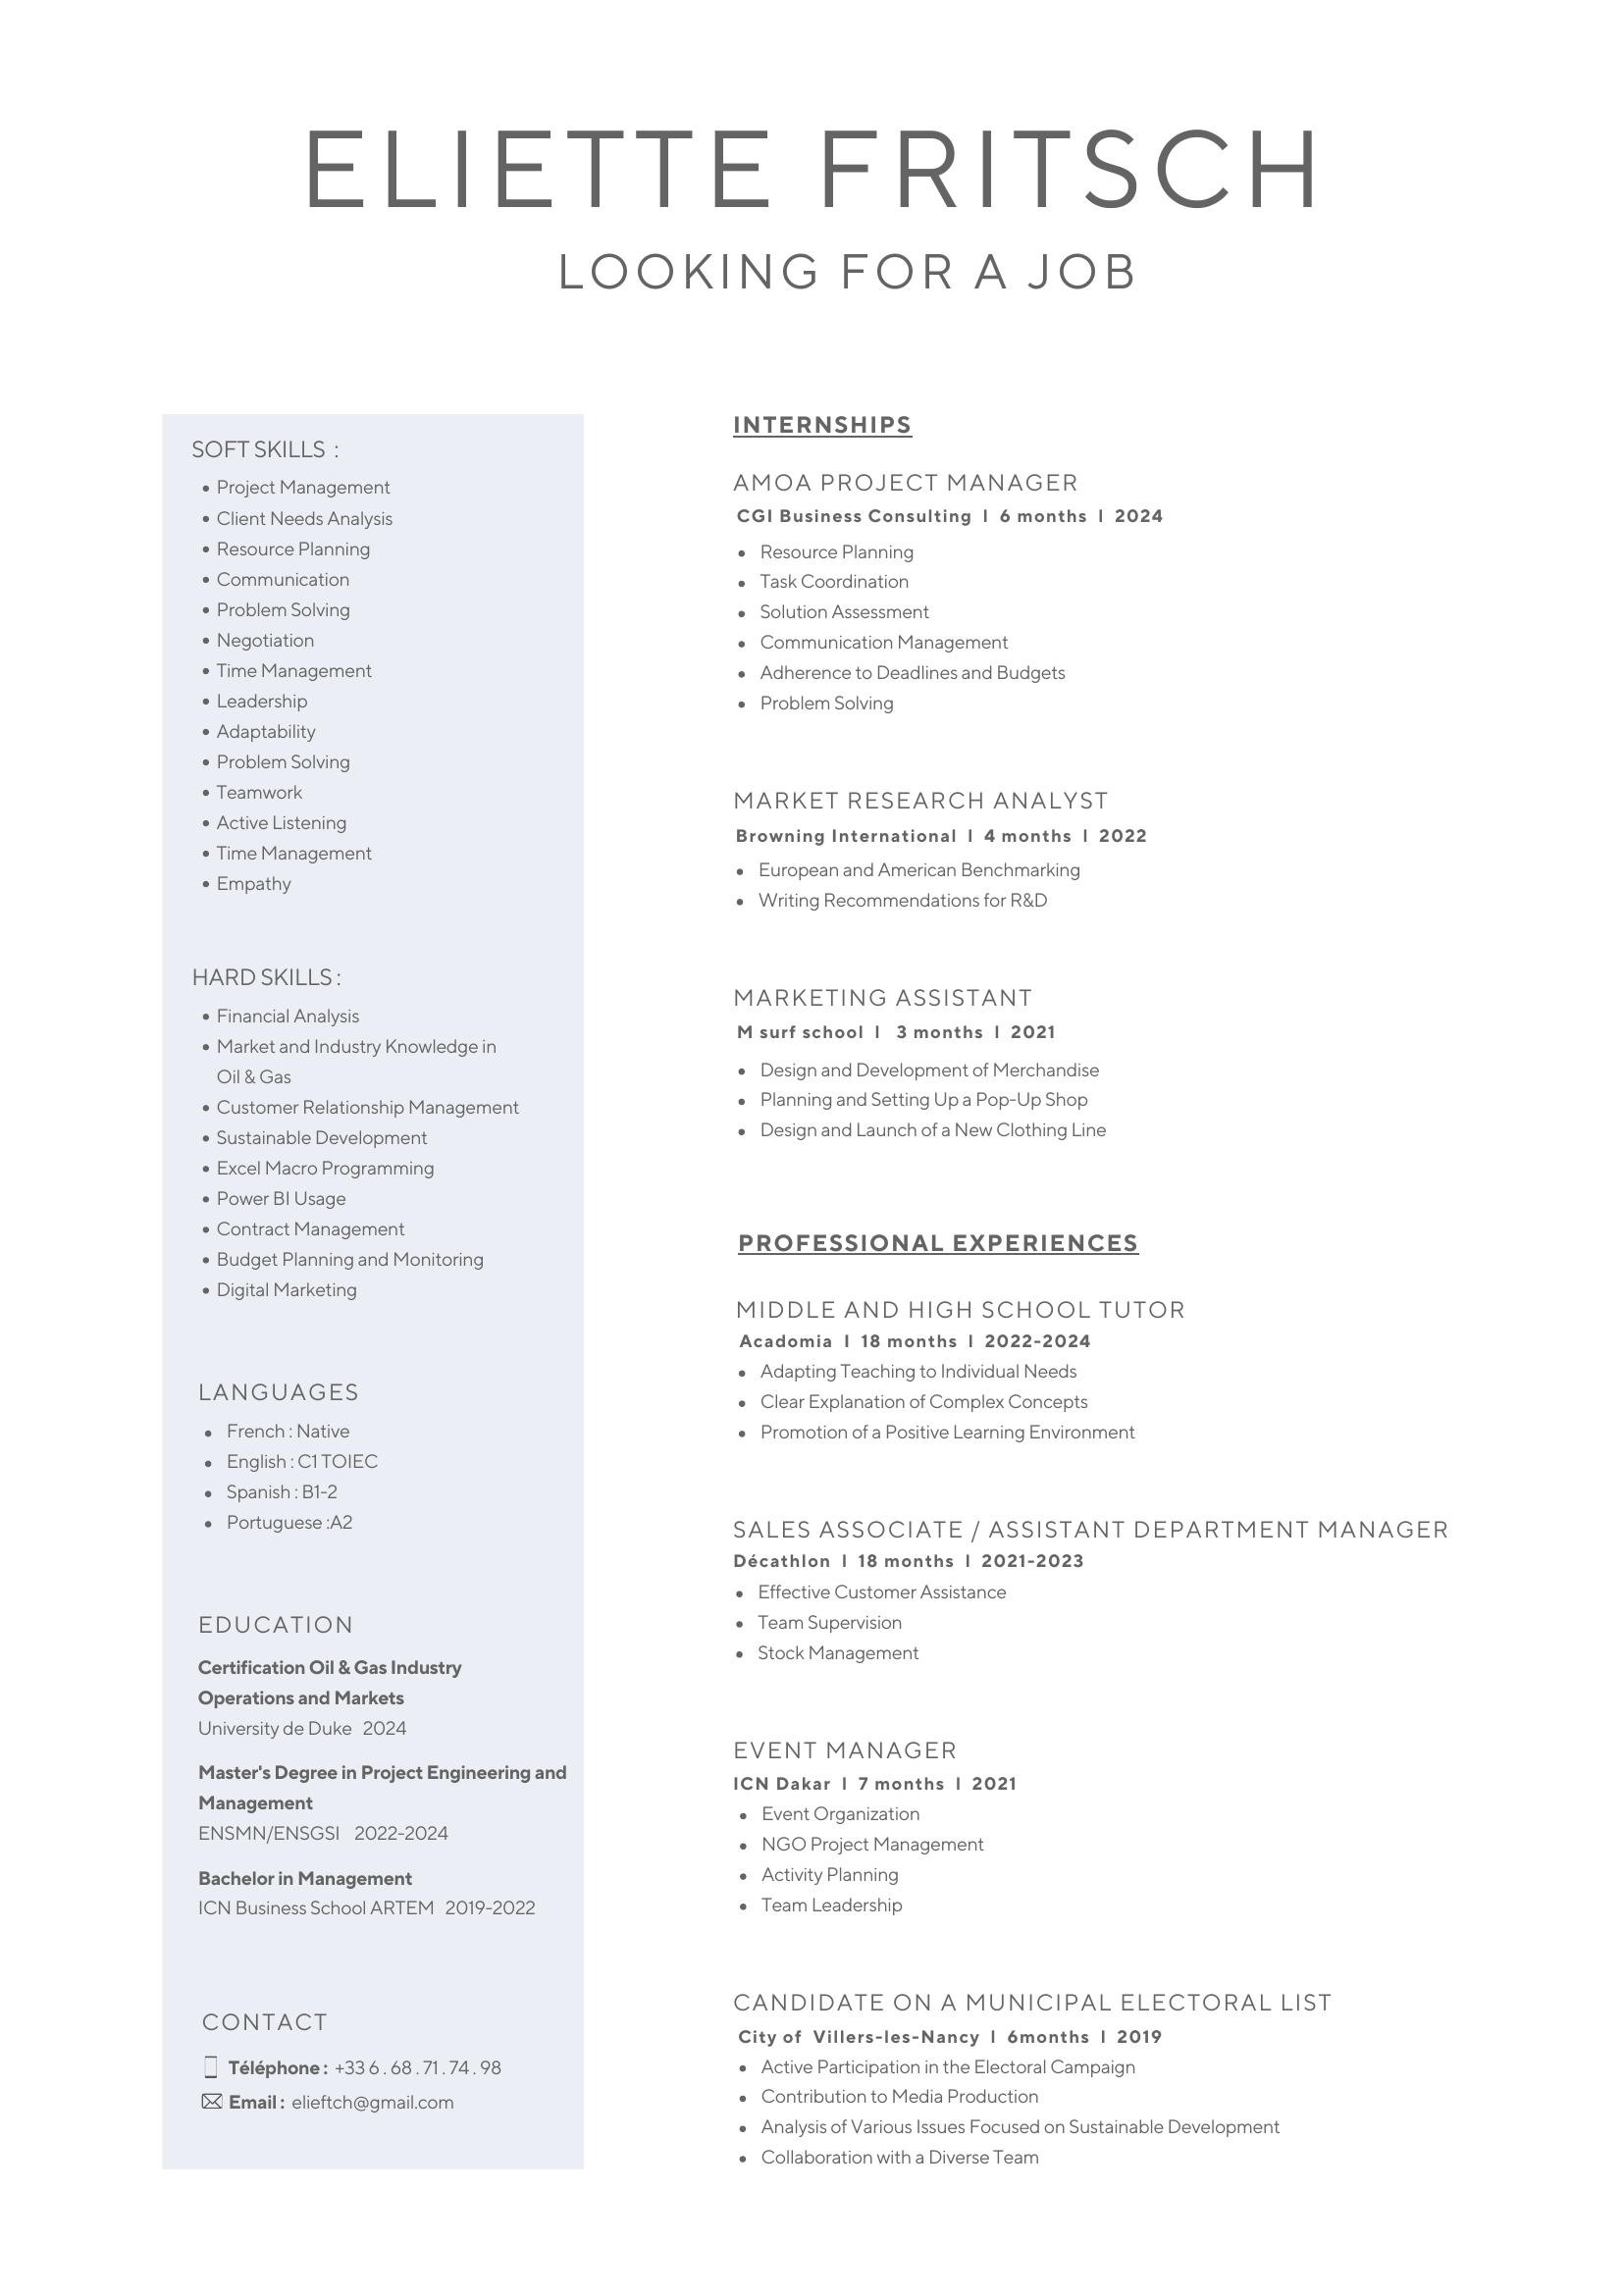 ELIETTE FRITSCH
LOOKING FOR A JOB
SOFT SKILLS :
• Project Management
• Client Needs Analysis
• Resource Planning
• Communication
• Problem Solving
• Negotiation
• Time Management
• Leadership
• Adaptability
• Problem Solving
• Teamwork
• Active Listening
• Time Management
• Empathy
HARD SKILLS :
• Financial Analysis
• Market and Industry Knowledge in
Oil & Gas
• Customer Relationship Management
• Sustainable Development
• Excel Macro Programming
• Power BI Usage
• Contract Management
• Budget Planning and Monitoring
• Digital Marketing
LANGUAGES
• French : Native
• English : C1 TOIEC
• Spanish : B1-2
• Portuguese :A2
EDUCATION
Certification Oil & Gas Industry
Operations and Markets
University de Duke 2024
Master's Degree in Project Engineering and
Management
ENSMN/ENSGSI 2022-2024
Bachelor in Management
ICN Business School ARTEM 2019-2022
CONTACT
Téléphone : +33 6 . 68 . 71 . 74 . 98
Email : elieftch@gmail.com
INTERNSHIPS
AMOA PROJECT MANAGER
CGI Business Consulting I 6 months I 2024
• Resource Planning
• Task Coordination
• Solution Assessment
• Communication Management
• Adherence to Deadlines and Budgets
• Problem Solving
MARKET RESEARCH ANALYST
Browning International I 4 months I 2022
• European and American Benchmarking
• Writing Recommendations for R&D
MARKETING ASSISTANT
M surf school I 3 months I 2021
• Design and Development of Merchandise
• Planning and Setting Up a Pop-Up Shop
• Design and Launch of a New Clothing Line
PROFESSIONAL EXPERIENCES
MIDDLE AND HIGH SCHOOL TUTOR
Acadomia I 18 months I 2022-2024
• Adapting Teaching to Individual Needs
• Clear Explanation of Complex Concepts
• Promotion of a Positive Learning Environment
SALES ASSOCIATE / ASSISTANT DEPARTMENT MANAGER
Décathlon I 18 months I 2021-2023
• Effective Customer Assistance
• Team Supervision
• Stock Management
EVENT MANAGER
ICN Dakar I 7 months I 2021
• Event Organization
• NGO Project Management
• Activity Planning
• Team Leadership
CANDIDATE ON A MUNICIPAL ELECTORAL LIST
City of Villers-les-Nancy I 6months I 2019
• Active Participation in the Electoral Campaign
• Contribution to Media Production
• Analysis of Various Issues Focused on Sustainable Development
• Collaboration with a Diverse Team